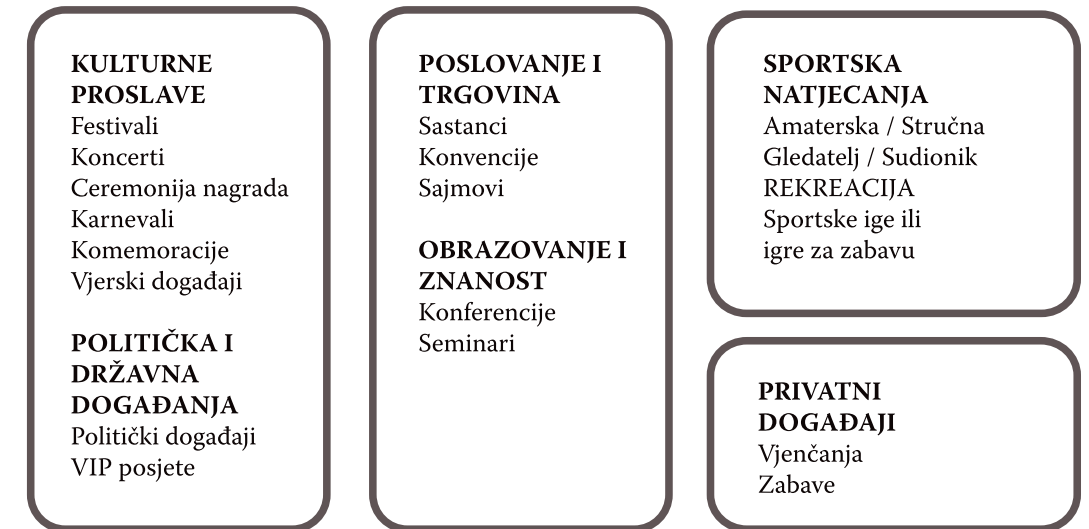 KULTURNE
PROSLAVE
Festivali
Koncerti
Ceremonija nagrada
Karnevali
Komemoracije
Vjerski događaji
POLITIČKA I
DRŽAVNA
DOGAĐANJA
Politički događaji
VIP posjete
POSLOVANJE I
TRGOVINA
Sastanci
Konvencije
Sajmovi
OBRAZOVANJE I
ZNANOST
Konferencije
Seminari
SPORTSKA
NATJECANJA
Amaterska / Stručna
Gledatelj / Sudionik
REKREACIJA
Sportske ige ili
igre za zabavu
PRIVATNI
DOGAĐAJI
Vjenčanja
Zabave